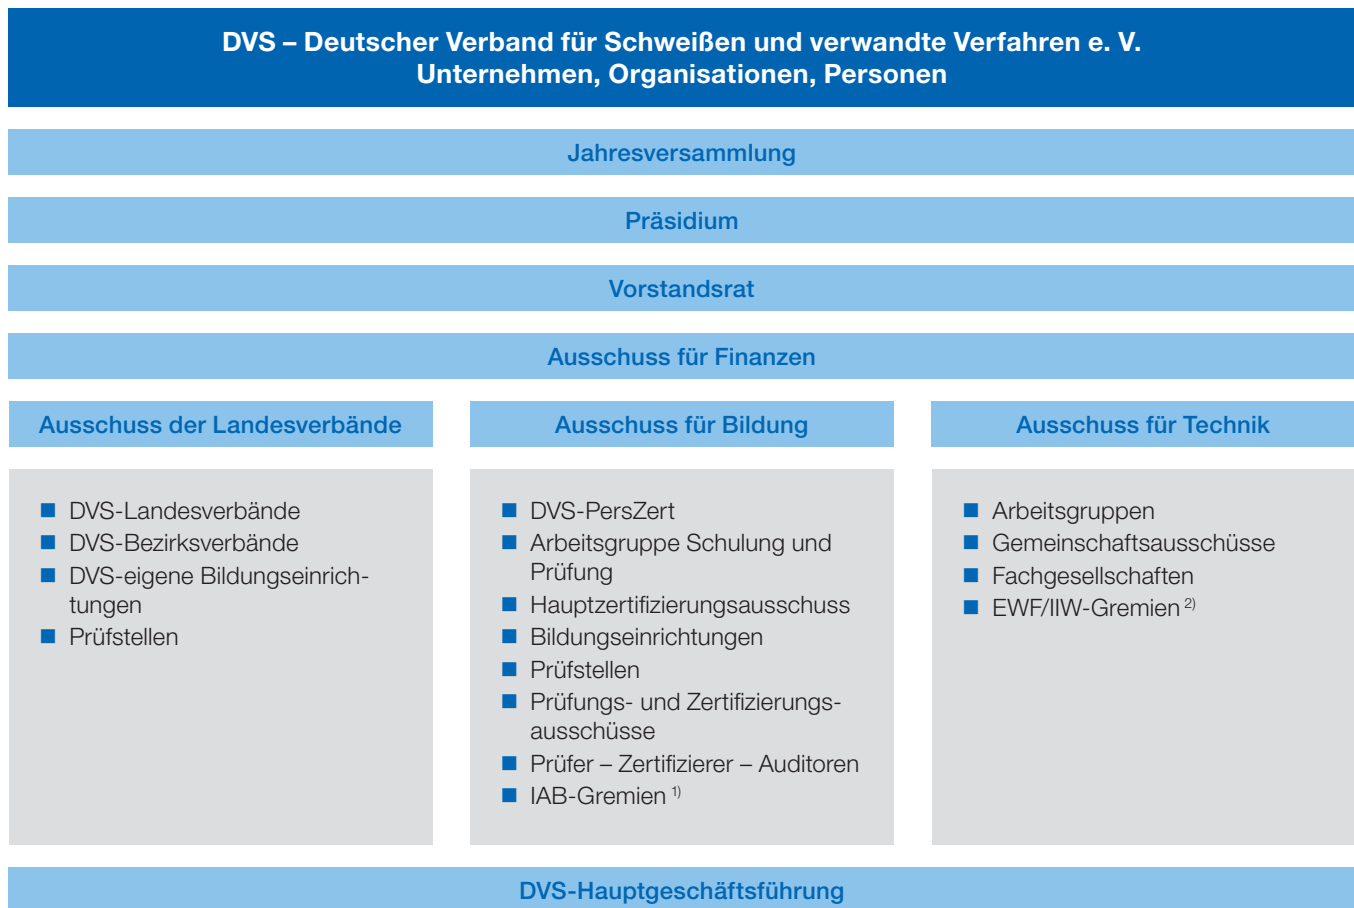 DVS – Deutscher Verband für Schweißen und verwandte Verfahren e. V.
Unternehmen, Organisationen, Personen
Jahresversammlung
Präsidium
Vorstandsrat
Ausschuss für Finanzen
Ausschuss der Landesverbände
■ DVS-Landesverbände
■ DVS-Bezirksverbände
■ DVS-eigene Bildungseinrich-
tungen
■ Prüfstellen
Ausschuss für Bildung
■ DVS-PersZert
■ Arbeitsgruppe Schulung und
Prüfung
■ Hauptzertifizierungsausschuss
■ Bildungseinrichtungen
■ Prüfstellen
■ Prüfungs- und Zertifizierungs-
ausschüsse
■ Prüfer – Zertifizierer – Auditoren
■ IAB-Gremien 1)
Ausschuss für Technik
■ Arbeitsgruppen
■ Gemeinschaftsausschüsse
■ Fachgesellschaften
■ EWF/IIW-Gremien 2)
DVS-Hauptgeschäftsführung